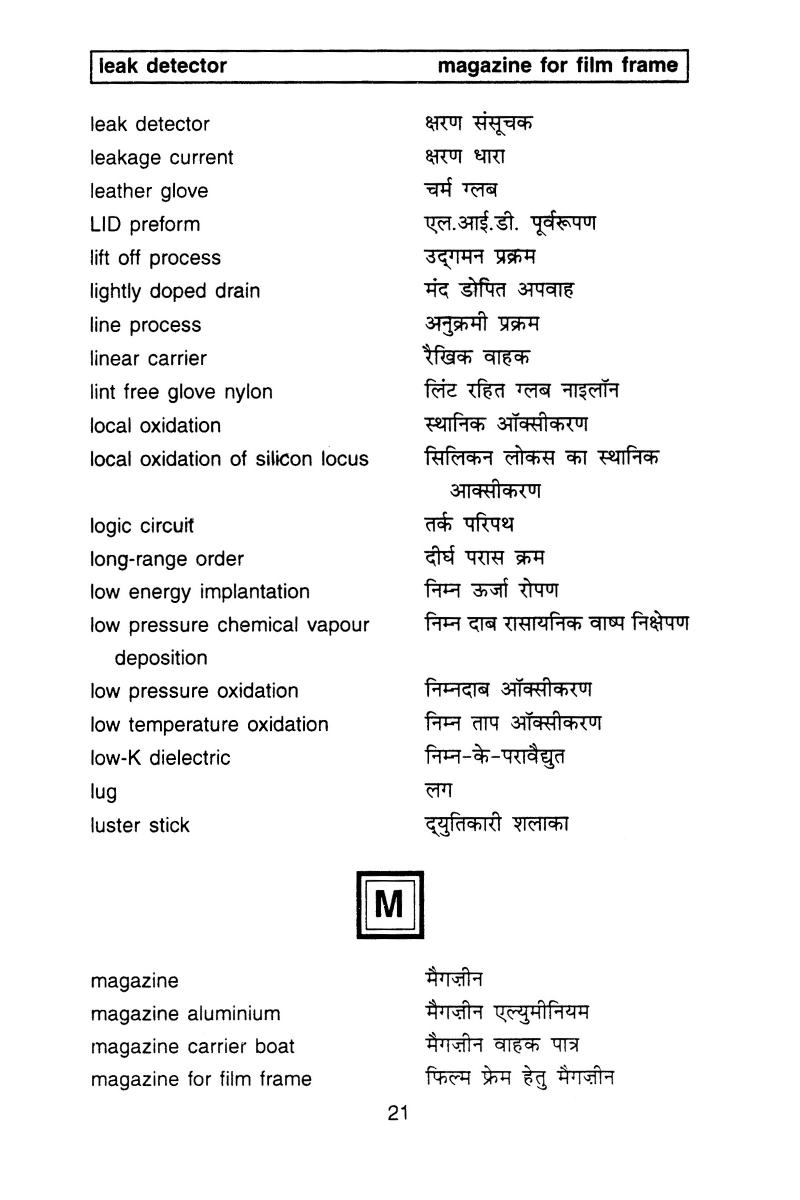 leak detector magazine for film frame
leak detector क्षरण संसूचक
leakage current क्षरण धारा
leather glove चर्म ग्लब
LID preform एल.आई.डी. पूर्वरूपण
lift off process उद्गमन प्रक्रम
lightly doped drain मंद डोपित अपवाह
line process अनुक्रमी प्रक्रम
linear carrier रैखिक वाहक
lint free glove nylon लिंट रहित ग्लब नाइलॉन
local oxidation स्थानिक ऑक्सीकरण
local oxidation of silicon locus सिलिकन लोकस का स्थानिक
आक्सीकरण
logic circuit तर्क परिपथ
long-range order दीर्घ परास क्रम
low energy implantation निम्न ऊर्जा रोपण
low pressure chemical vapour निम्न दाब रासायनिक वाष्प निक्षेपण
deposition
low pressure oxidation निम्नदाब ऑक्सीकरण
low temperature oxidation निम्न ताप ऑक्सीकरण
low-K dielectric निम्न-के-परावैद्युत
lug लग
luster stick द्युतिकारी शलाका
M
magazine मैगज़ीन
magazine aluminium मैगज़ीन एल्युमीनियम
magazine carrier boat मैगज़ीन वाहक पात्र
magazine for film frame फिल्म फ्रेम हेतु मैगज़ीन
21